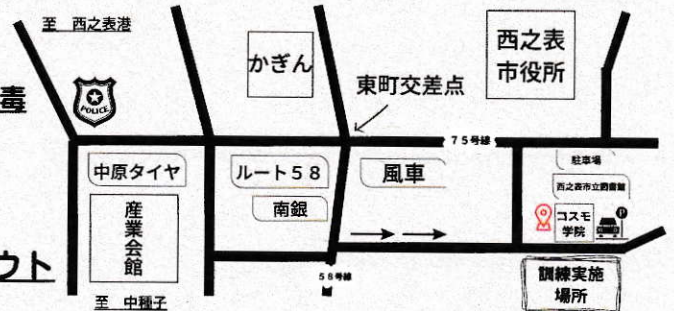 至 西之表港
毒
POLICE
かぎん
東町交差点
西之表
市役所
75号線
中原タイヤ
ルート58
風車
駐車場
南銀
西之表市立図書館
産業会館
コスモ
学院
P
ウト
58号線
訓練実施
場所
至 中種子